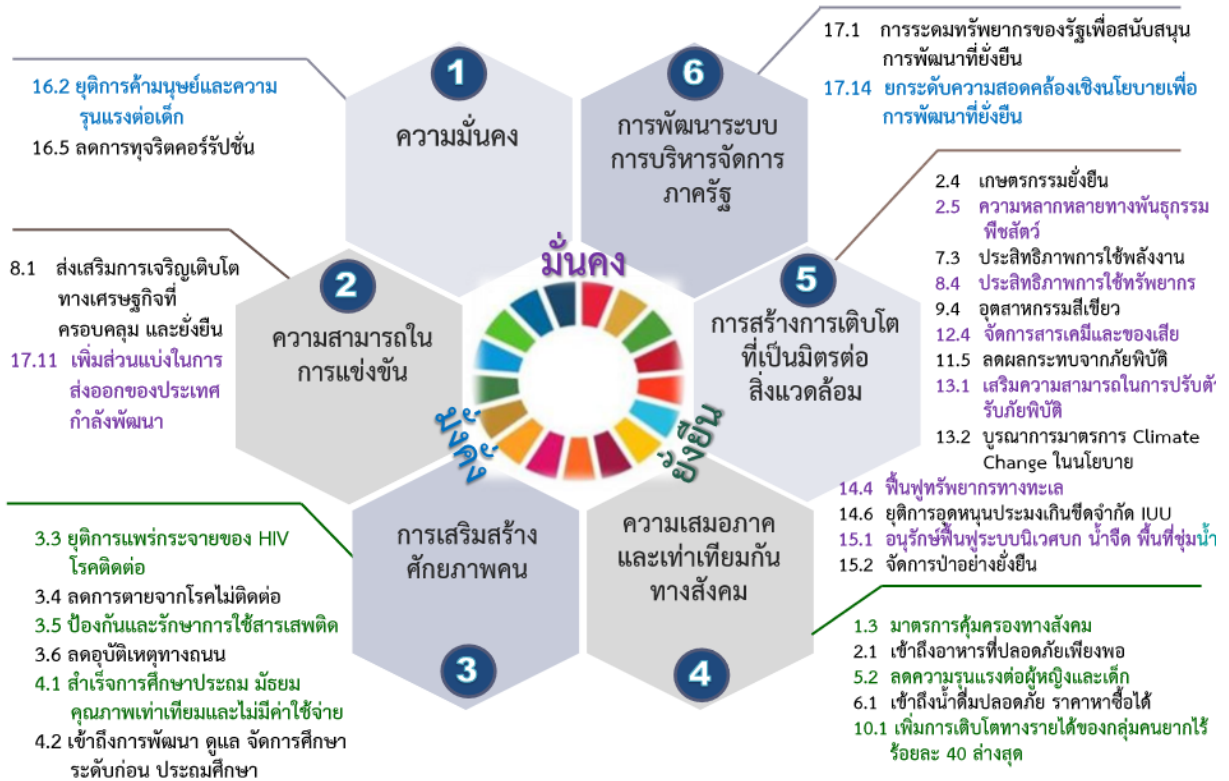 1
ความมั่นคง
16.2 ยุติการค้ามนุษย์และความ
รุนแรงต่อเด็ก
16.5 ลดการทุจริตคอร์รัปชั่น
2
ความสามารถใน
การแข่งขัน
8.1 ส่งเสริมการเจริญเติบโต
ทางเศรษฐกิจที่
ครอบคลุม และยั่งยืน
17.11 เพิ่มส่วนแบ่งในการ
ส่งออกของประเทศ
กำลังพัฒนา
การเสริมสร้าง
ศักยภาพคน
3
3.3 ยุติการแพร่กระจายของ HIV
โรคติดต่อ
3.4 ลดการตายจากโรคไม่ติดต่อ
3.5 ป้องกันและรักษาการใช้สารเสพติด
3.6 ลดอุบัติเหตุทางถนน
4.1 สำเร็จการศึกษาประถม มัธยม
คุณภาพเท่าเทียมและไม่มีค่าใช้จ่าย
4.2 เข้าถึงการพัฒนา ดูแล จัดการศึกษา
ระดับก่อน ประถมศึกษา
มั่นคง
มั่งคั่ง
ยั่งยืน
6
การพัฒนาระบบ
การบริหารจัดการ
ภาครัฐ
17.1 การระดมทรัพยากรของรัฐเพื่อสนับสนุน
การพัฒนาที่ยั่งยืน
17.14 ยกระดับความสอดคล้องเชิงนโยบายเพื่อ
การพัฒนาที่ยั่งยืน
5
การสร้างการเติบโต
ที่เป็นมิตรต่อ
สิ่งแวดล้อม
2.4 เกษตรกรรมยั่งยืน
2.5 ความหลากหลายทางพันธุกรรม
พืชสัตว์
7.3 ประสิทธิภาพการใช้พลังงาน
8.4 ประสิทธิภาพการใช้ทรัพยากร
9.4 อุตสาหกรรมสีเขียว
12.4 จัดการสารเคมีและของเสีย
11.5 ลดผลกระทบจากภัยพิบัติ
13.1 เสริมความสามารถในการปรับตัว
รับภัยพิบัติ
13.2 บูรณาการมาตรการ Climate
Change ในนโยบาย
14.4 ฟื้นฟูทรัพยากรทางทะเล
14.6 ยุติการอุดหนุนประมงเกินขีดจำกัด IUU
15.1 อนุรักษ์ฟื้นฟูระบบนิเวศบก น้ำจืด พื้นที่ชุ่มน้ำ
15.2 จัดการป่าอย่างยั่งยืน
ความเสมอภาค
และเท่าเทียมกัน
ทางสังคม
4
1.3 มาตรการคุ้มครองทางสังคม
2.1 เข้าถึงอาหารที่ปลอดภัยเพียงพอ
5.2 ลดความรุนแรงต่อผู้หญิงและเด็ก
6.1 เข้าถึงน้ำดื่มปลอดภัย ราคาหาซื้อได้
10.1 เพิ่มการเติบโตทางรายได้ของกลุ่มคนยากไร้
ร้อยละ 40 ล่างสุด